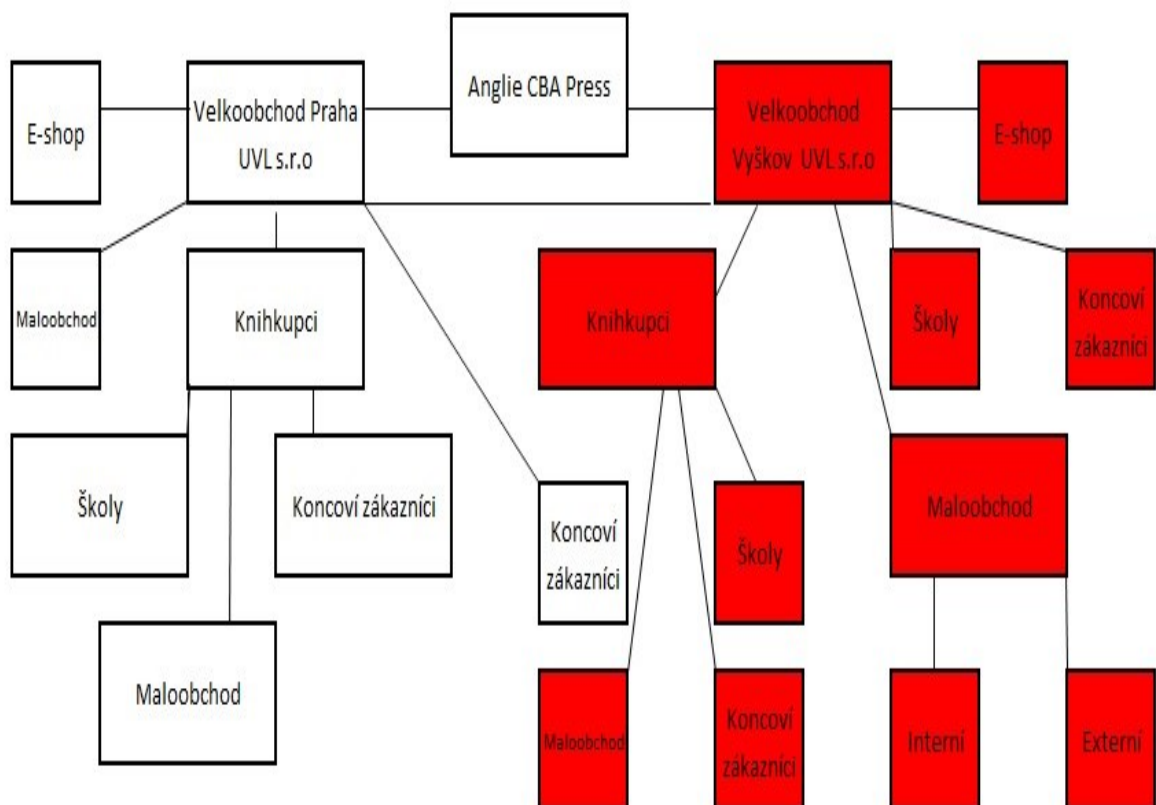 Anglie CBA Press
E-shop
Velkoobchod Praha
UVL s.r.o
Velkoobchod
Vyškov UVL s.r.o
E-shop
Maloobchod
Knihkupci
Knihkupci
Školy
Koncoví
zákazníci
Školy
Koncoví zákazníci
Koncoví
zákazníci
Školy
Maloobchod
Maloobchod
Maloobchod
Koncoví
zákazníci
Interní
Externí